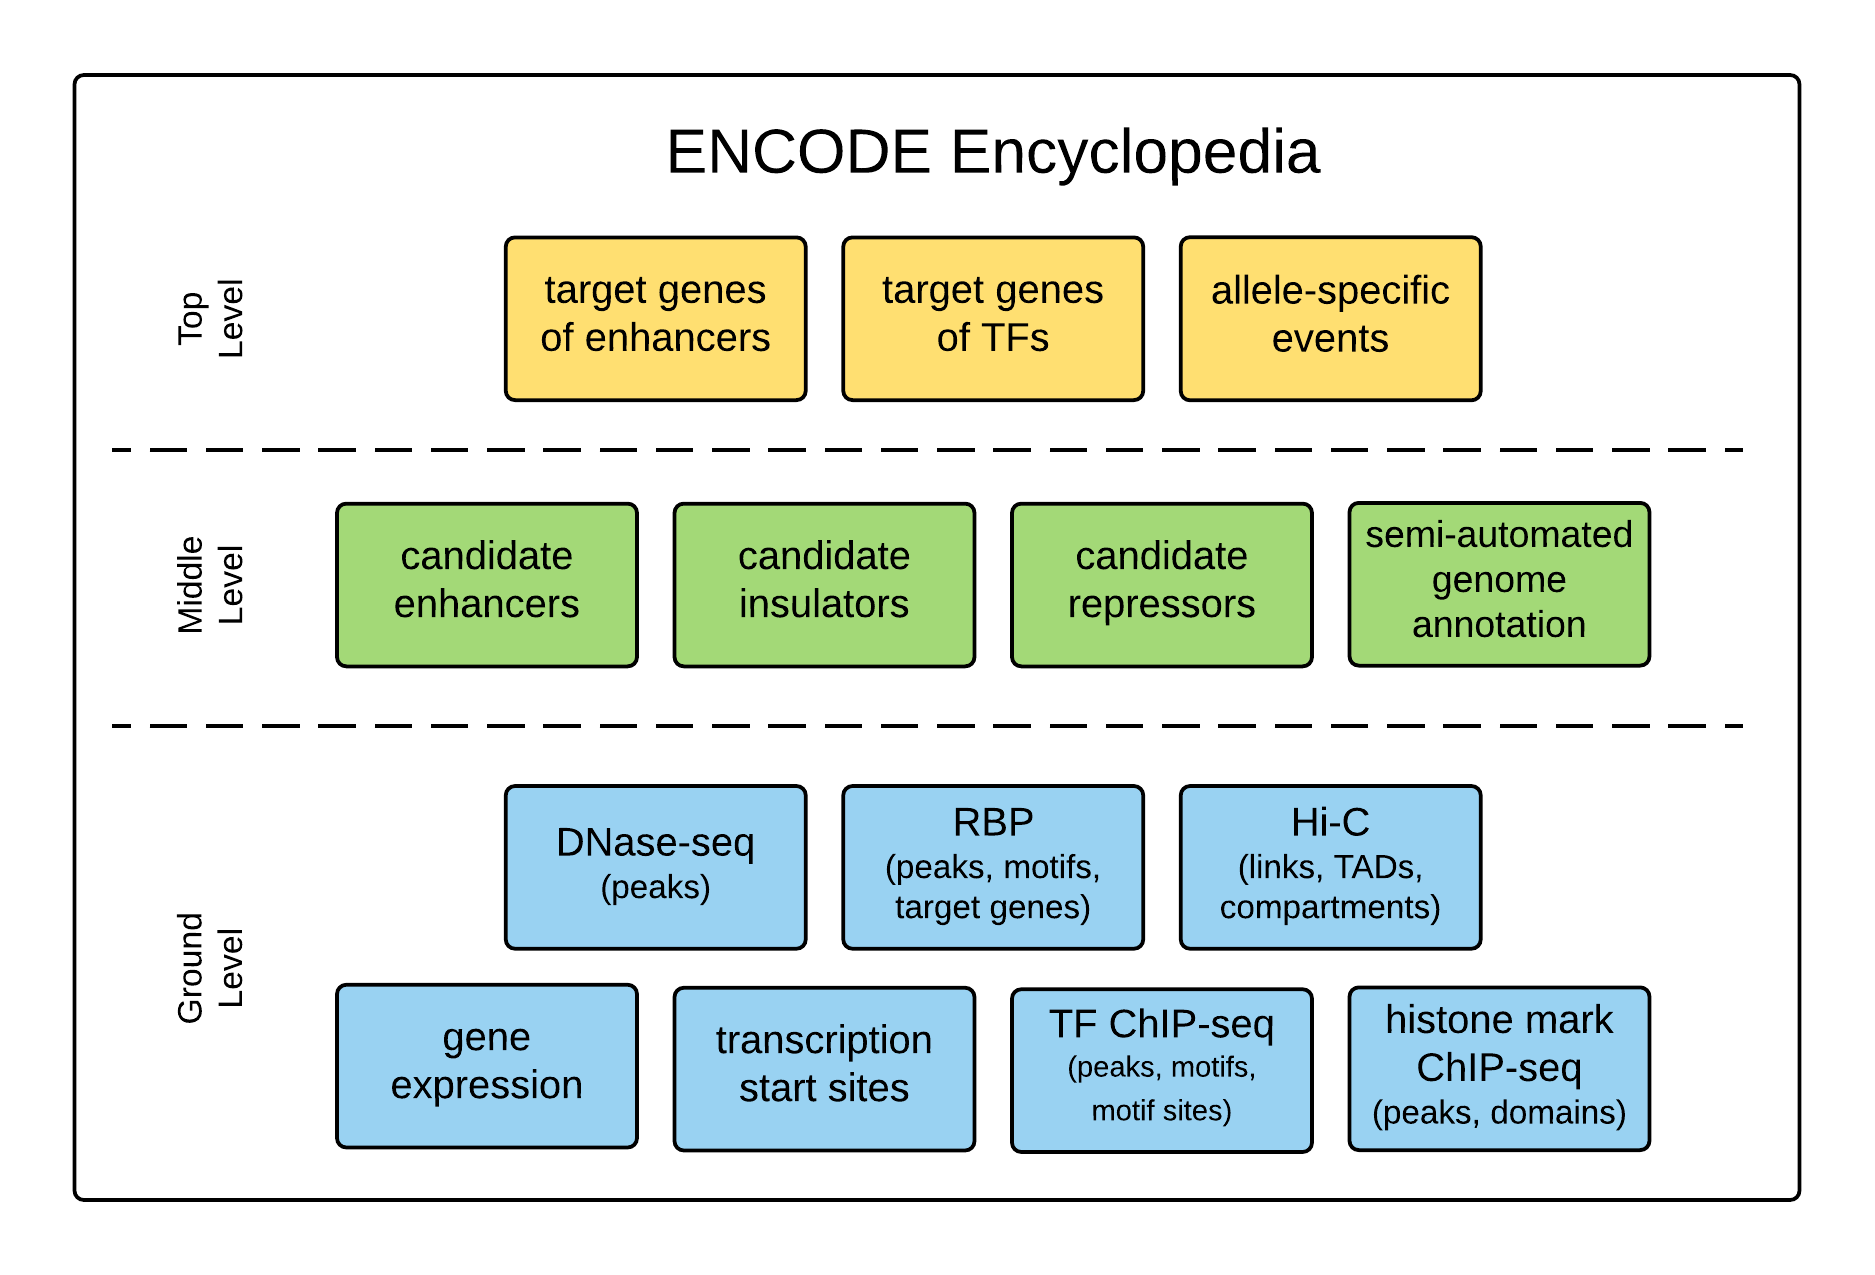 ENCODE Encyclopedia
Top
Level
target genes
of enhancers
target genes
of TFs
allele-specific
events
Middle
Level
candidate
enhancers
candidate
insulators
candidate
repressors
semi-automated
genome
annotation
Ground
Level
DNase-seq
(peaks)
RBP
(peaks, motifs,
target genes)
Hi-C
(links, TADs,
compartments)
gene
expression
transcription
start sites
TF ChIP-seq
(peaks, motifs,
motif sites)
histone mark
ChIP-seq
(peaks, domains)